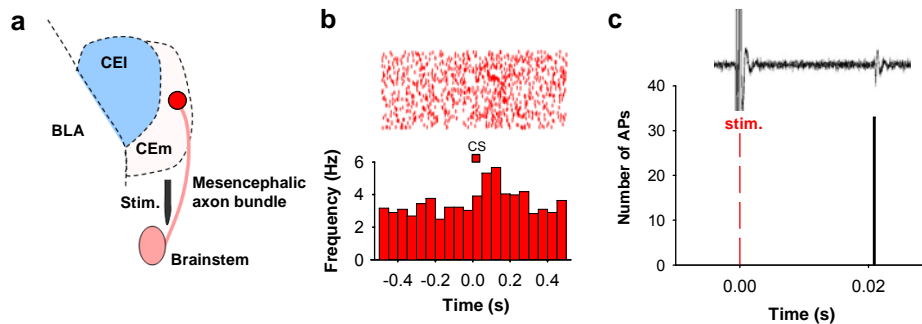 a
CEl
BLA
CEm
Stim.
Mesencephalic
axon bundle
Brainstem
b
CS
Frequency (Hz)
6
4
2
0
-0.4 -0.2 0.0 0.2 0.4
Time (s)
c
stim.
Number of APs
40
30
20
10
0
0.00 0.02
Time (s)